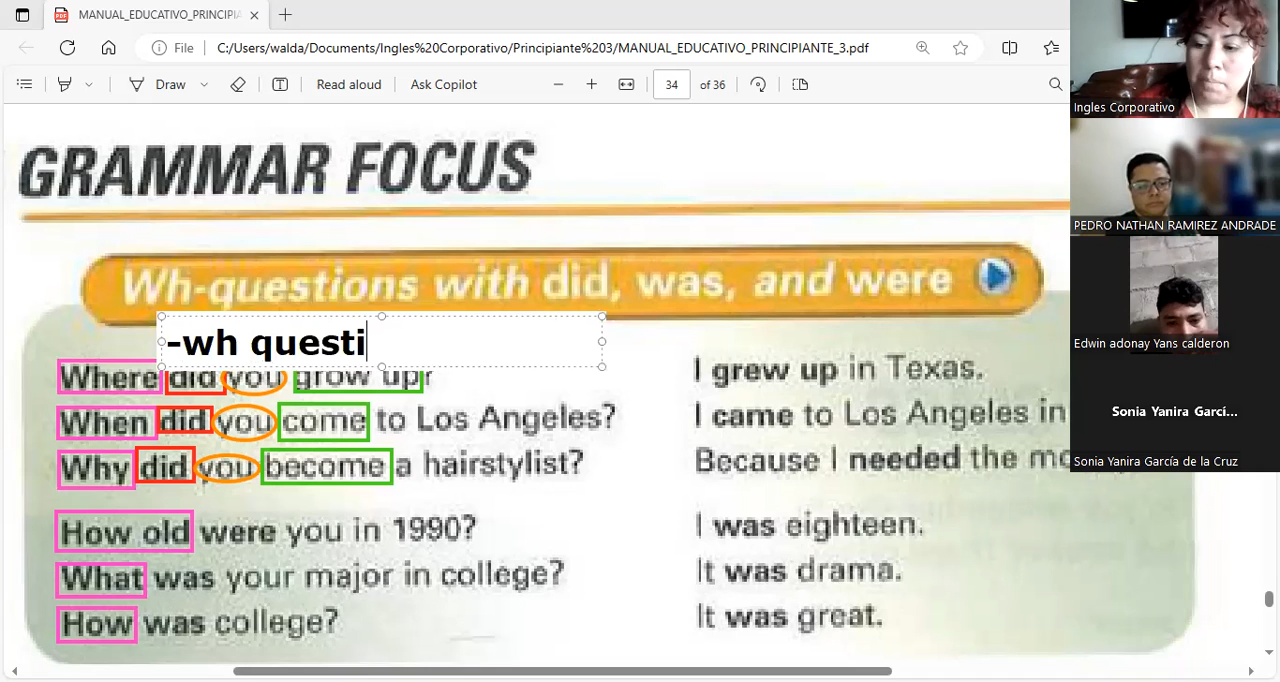 MANUAL_EDUCATIVO_PRINCIPIA
File C:/Users/walda/Documents/Ingles%20Corporativo/Principiante%203/MANUAL_EDUCATIVO_PRINCIPIANTE_3.pdf
Draw Read aloud Ask Copilot 34 of 36
GRAMMAR FOCUS
Wh-questions with did, was, and were
-wh questi
Where did you grow up? I grew up in Texas.
When did you come to Los Angeles? I came to Los Angeles in
Why did you become a hairstylist? Because I needed the mo
How old were you in 1990? I was eighteen.
What was your major in college? It was drama.
How was college? It was great.
Ingles Corporativo
PEDRO NATHAN RAMIREZ ANDRADE
Edwin adonay Yans calderon
Sonia Yanira Garcí...
Sonia Yanira García de la Cruz